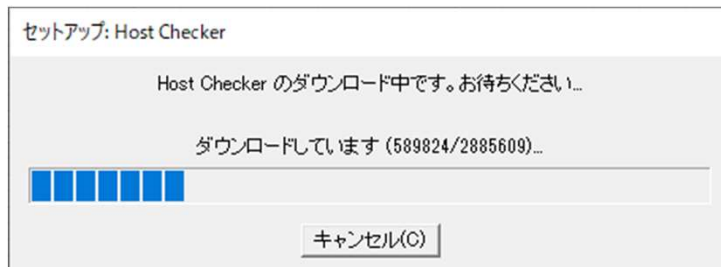 セットアップ: Host Checker
Host Checker のダウンロード中です。お待ちください...
ダウンロードしています (589824/2885609)...
キャンセル(C)